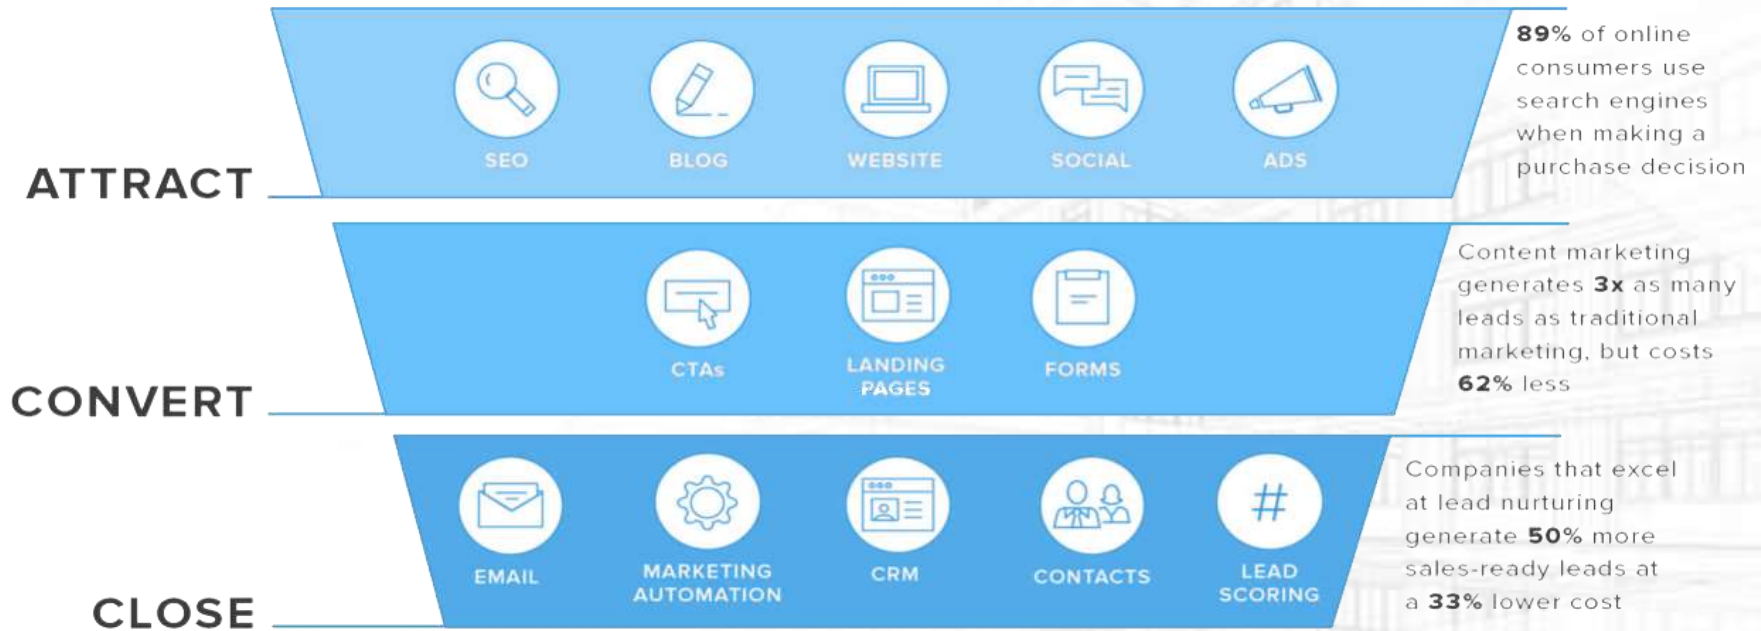 SEO
BLOG
WEBSITE
SOCIAL
ADS
ATTRACT
89% of online
consumers use
search engines
when making a
purchase decision
CTAs
LANDING
PAGES
FORMS
CONVERT
Content marketing
generates 3x as many
leads as traditional
marketing, but costs
62% less
EMAIL
MARKETING
AUTOMATION
CRM
CONTACTS
#
LEAD
SCORING
CLOSE
Companies that excel
at lead nurturing
generate 50% more
sales-ready leads at
a 33% lower cost